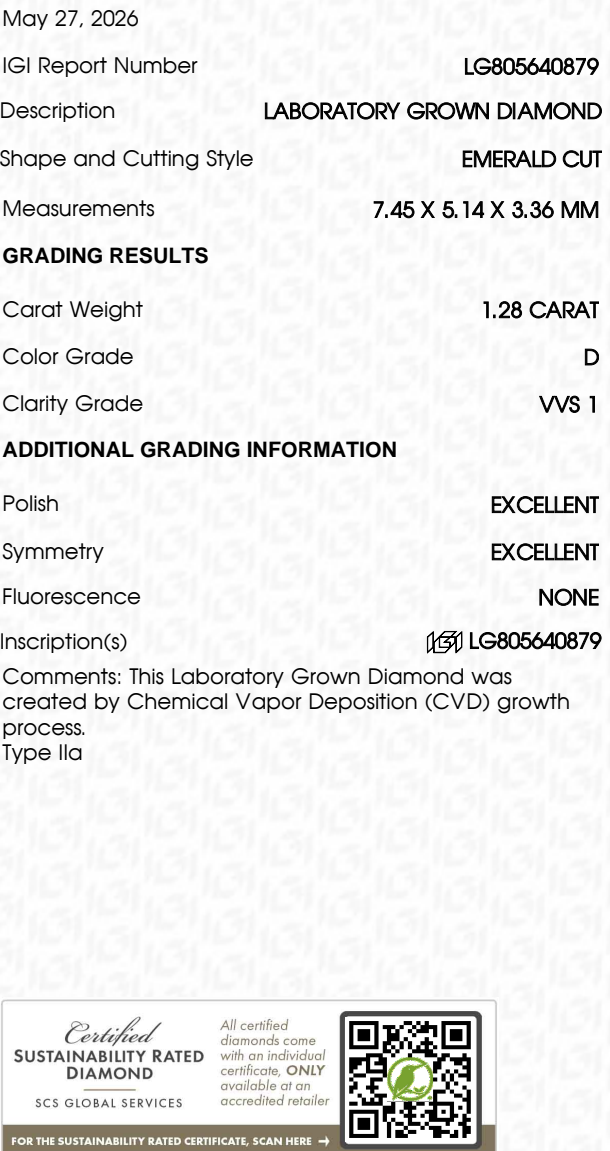 May 27, 2026
IGI Report Number LG805640879
Description LABORATORY GROWN DIAMOND
Shape and Cutting Style EMERALD CUT
Measurements 7.45 X 5.14 X 3.36 MM
GRADING RESULTS
Carat Weight 1.28 CARAT
Color Grade D
Clarity Grade VVS 1
ADDITIONAL GRADING INFORMATION
Polish EXCELLENT
Symmetry EXCELLENT
Fluorescence NONE
Inscription(s) IGI LG805640879
Comments: This Laboratory Grown Diamond was
created by Chemical Vapor Deposition (CVD) growth
process.
Type IIa
Certified
SUSTAINABILITY RATED
DIAMOND
SCS GLOBAL SERVICES
All certified
diamonds come
with an individual
certificate, ONLY
available at an
accredited retailer
FOR THE SUSTAINABILITY RATED CERTIFICATE, SCAN HERE →